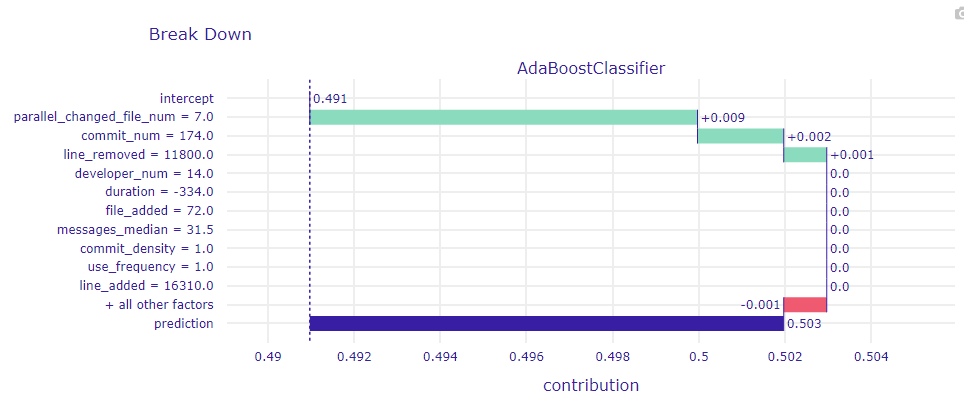 Break Down
AdaBoostClassifier
intercept 0.491
parallel_changed_file_num = 7.0 +0.009
commit_num = 174.0 +0.002
line_removed = 11800.0 +0.001
developer_num = 14.0 0.0
duration = -334.0 0.0
file_added = 72.0 0.0
messages_median = 31.5 0.0
commit_density = 1.0 0.0
use_frequency = 1.0 0.0
line_added = 16310.0 0.0
+ all other factors -0.001
prediction 0.503
0.49 0.492 0.494 0.496 0.498 0.5 0.502 0.504
contribution